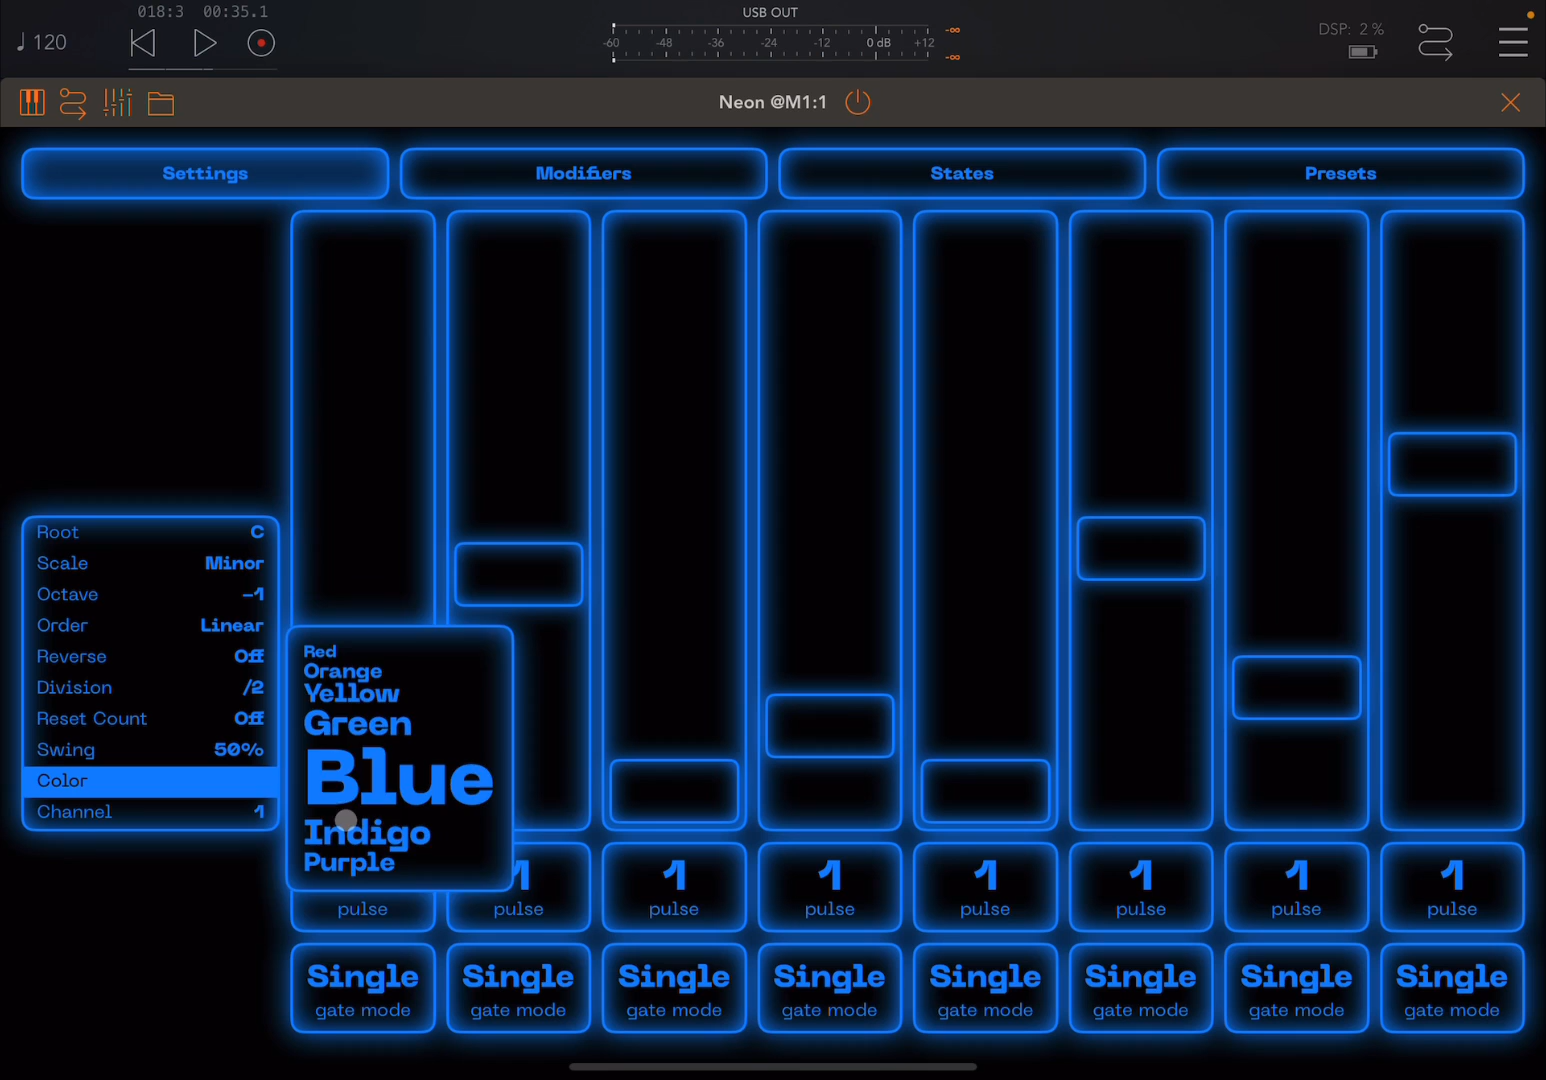 018:3 00:35.1
120
USB OUT
-60 -48 -36 -24 -12 0 dB +12
-∞
-∞
DSP: 2 %
Neon @M1:1
Settings
Modifiers
States
Presets
Root C
Scale Minor
Octave -1
Order Linear
Reverse Off
Division /2
Reset Count Off
Swing 50%
Color
Channel 1
Red
Orange
Yellow
Green
Blue
Indigo
Purple
1 1 1 1 1 1 1
pulse pulse pulse pulse pulse pulse pulse pulse
Single Single Single Single Single Single Single Single
gate mode gate mode gate mode gate mode gate mode gate mode gate mode gate mode